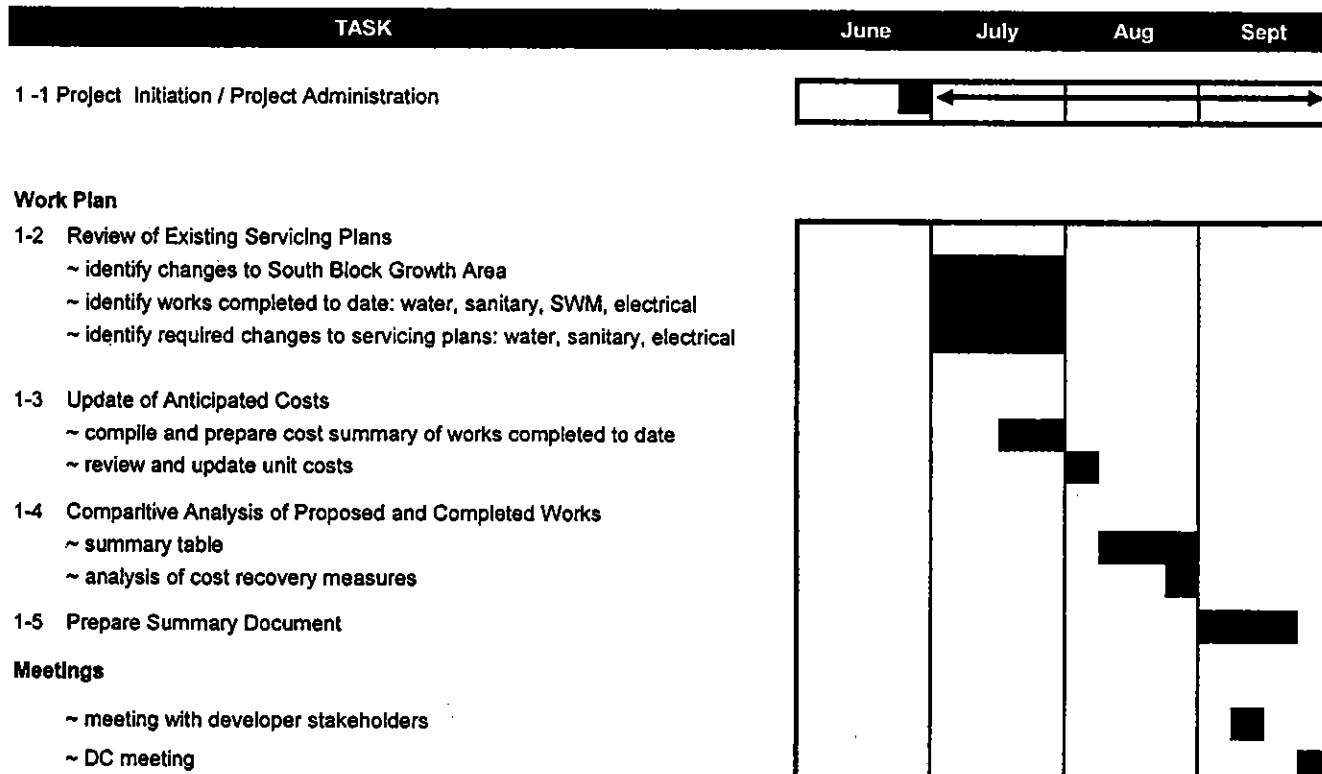 TASK June July Aug Sept
1 -1 Project Initiation / Project Administration
Work Plan
1-2 Review of Existing Servicing Plans
~ identify changes to South Block Growth Area
~ identify works completed to date: water, sanitary, SWM, electrical
~ identify required changes to servicing plans: water, sanitary, electrical
1-3 Update of Anticipated Costs
~ compile and prepare cost summary of works completed to date
~ review and update unit costs
1-4 Comparitive Analysis of Proposed and Completed Works
~ summary table
~ analysis of cost recovery measures
1-5 Prepare Summary Document
Meetings
~ meeting with developer stakeholders
~ DC meeting